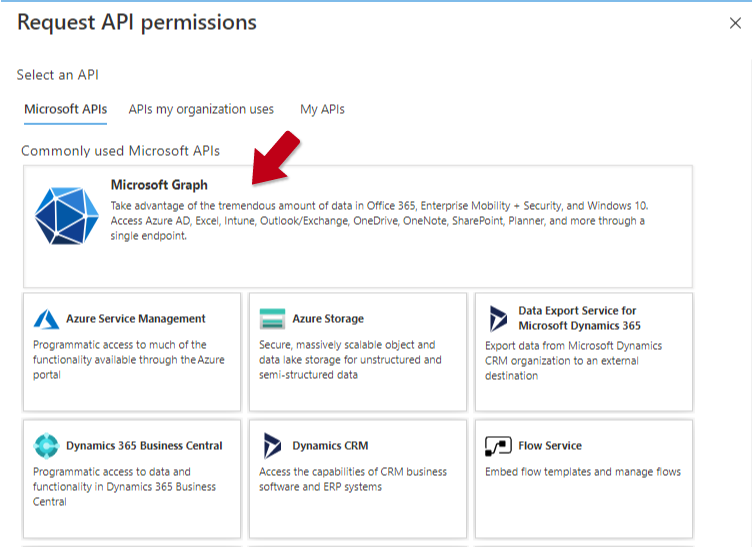 Request API permissions
Select an API
Microsoft APIs
APIs my organization uses
My APIs
Commonly used Microsoft APIs
Microsoft Graph
Take advantage of the tremendous amount of data in Office 365, Enterprise Mobility + Security, and Windows 10.
Access Azure AD, Excel, Intune, Outlook/Exchange, OneDrive, OneNote, SharePoint, Planner, and more through a
single endpoint.
Azure Service Management
Programmatic access to much of the
functionality available through the Azure
portal
Azure Storage
Secure, massively scalable object and
data lake storage for unstructured and
semi-structured data
Data Export Service for
Microsoft Dynamics 365
Export data from Microsoft Dynamics
CRM organization to an external
destination
Dynamics 365 Business Central
Programmatic access to data and
functionality in Dynamics 365 Business
Central
Dynamics CRM
Access the capabilities of CRM business
software and ERP systems
Flow Service
Embed flow templates and manage flows